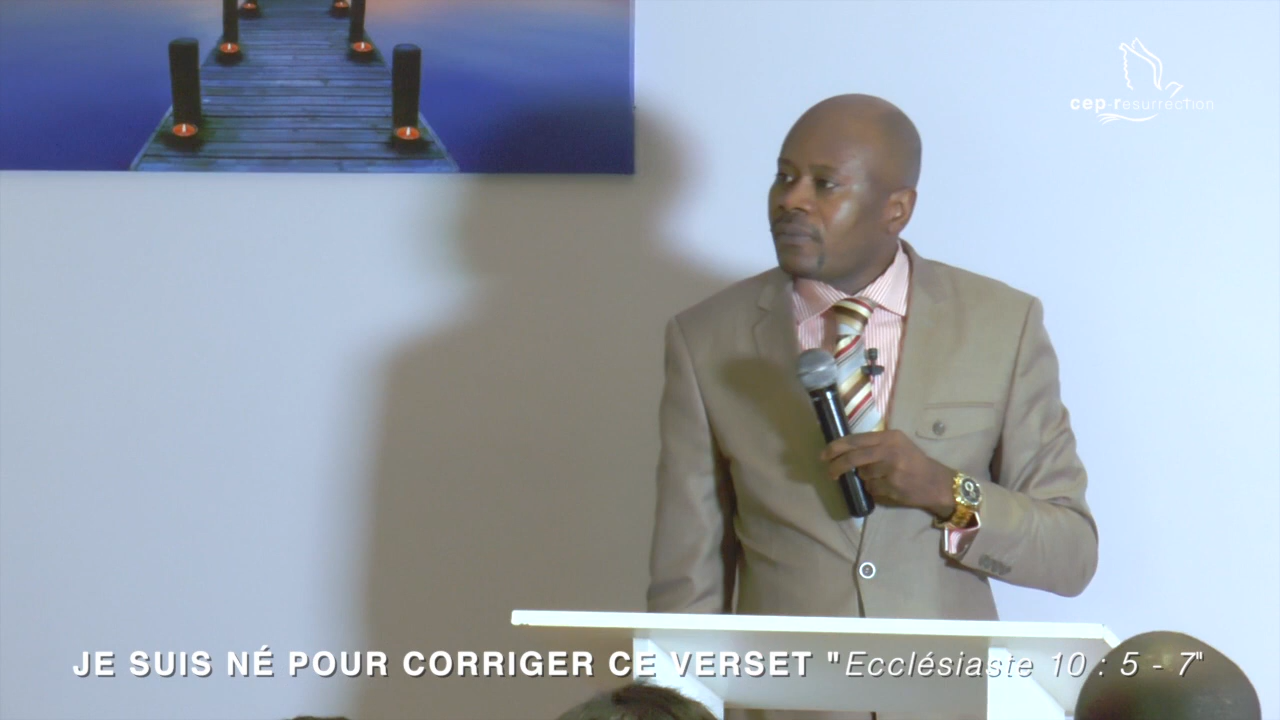 cep-resurrection
JE SUIS NÉ POUR CORRIGER CE VERSET "Ecclésiaste 10 : 5 - 7"